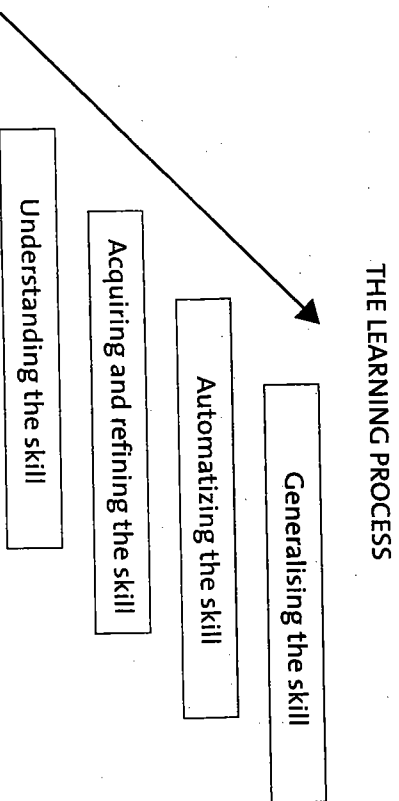 THE LEARNING PROCESS
Generalising the skill
Automatizing the skill
Acquiring and refining the skill
Understanding the skill